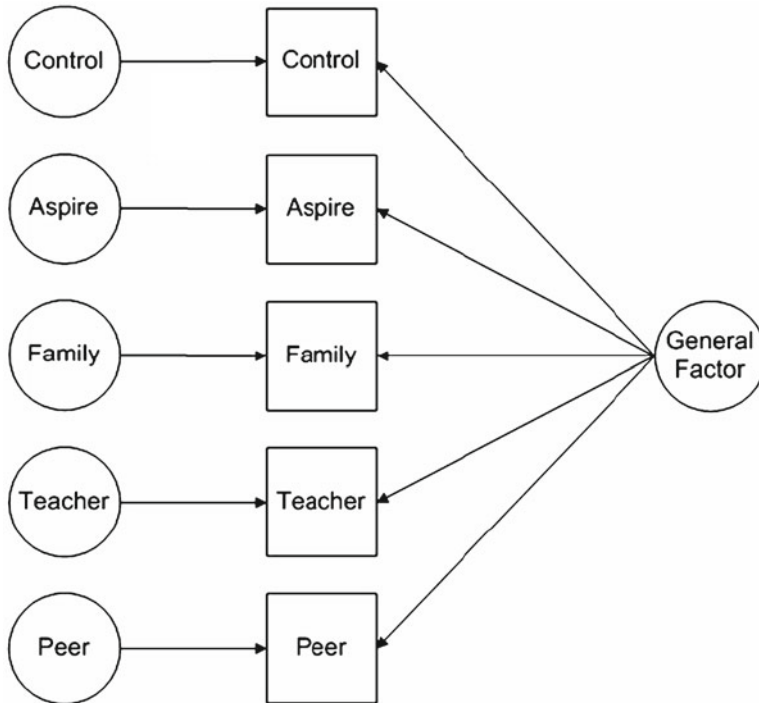 Control
Control
Aspire
Aspire
Family
Family
General
Factor
Teacher
Teacher
Peer
Peer